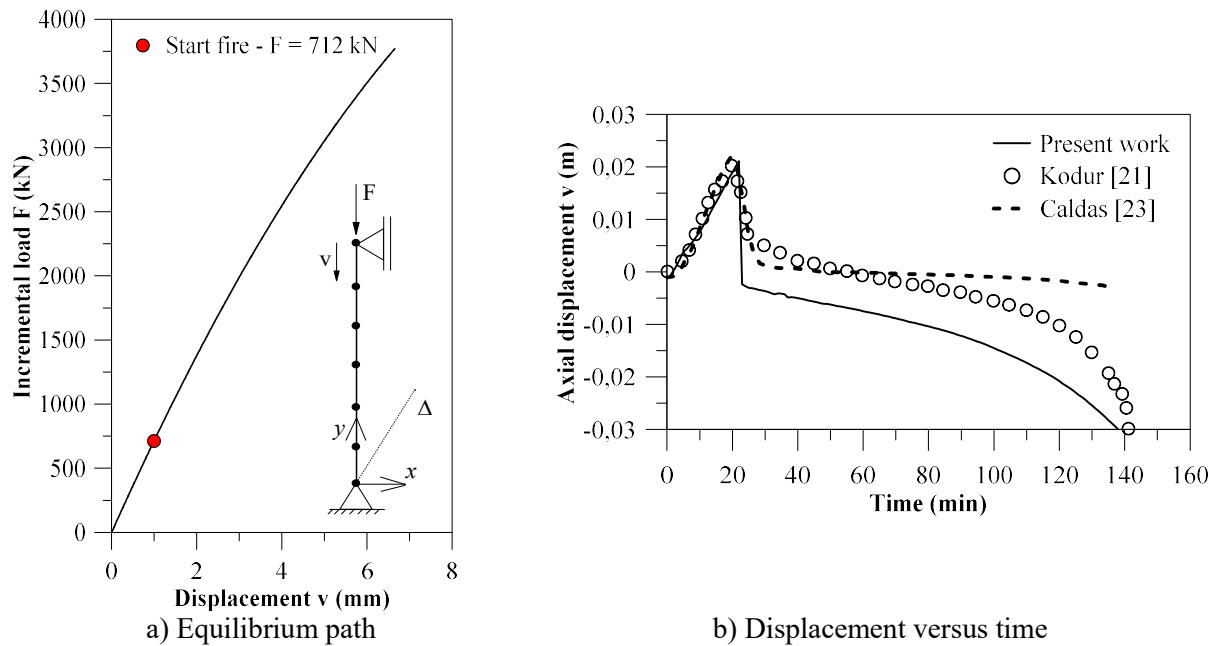 4000
3500
3000
2500
2000
1500
1000
500
0
Incremental load F (kN)
Start fire - F = 712 kN
F
v
Δ
y
x
0 2 4 6 8
Displacement v (mm)
a) Equilibrium path
0,03
0,02
0,01
0
-0,01
-0,02
-0,03
Axial displacement v (m)
Present work
Kodur [21]
Caldas [23]
0 20 40 60 80 100 120 140 160
Time (min)
b) Displacement versus time